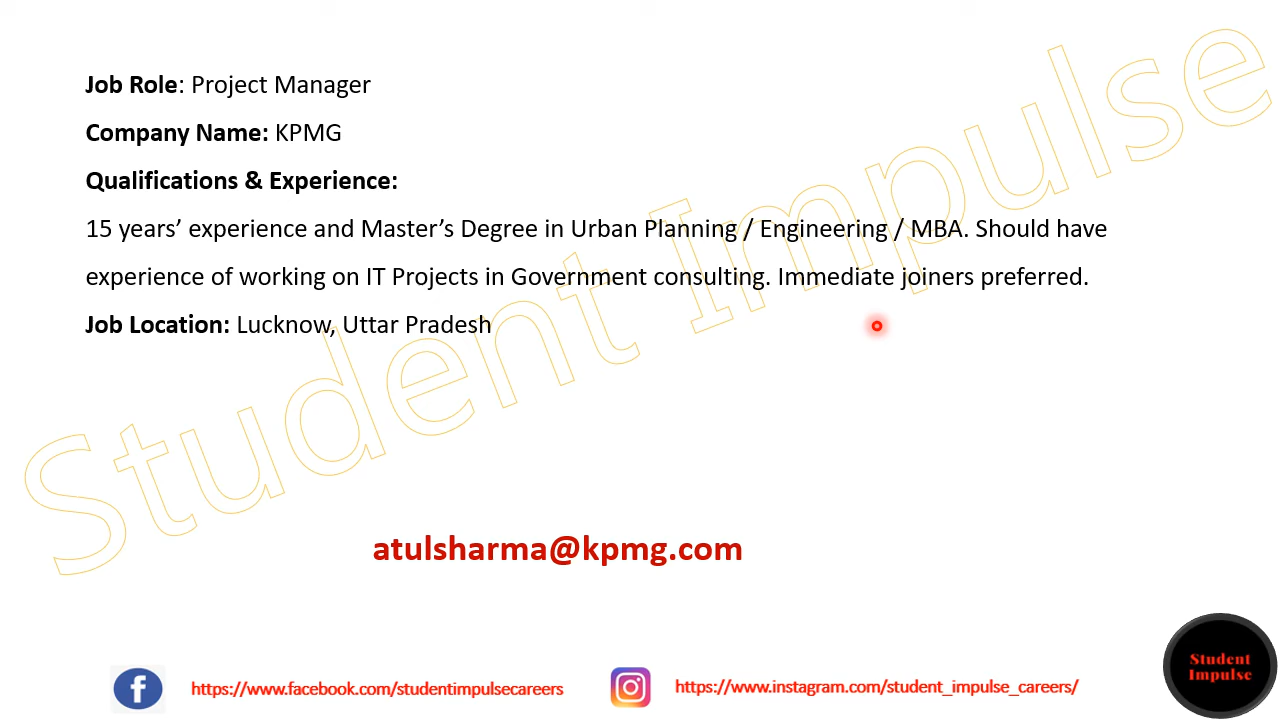 Job Role: Project Manager
Company Name: KPMG
Qualifications & Experience:
15 years’ experience and Master’s Degree in Urban Planning / Engineering / MBA. Should have
experience of working on IT Projects in Government consulting. Immediate joiners preferred.
Job Location: Lucknow, Uttar Pradesh
Student Impulse
atulsharma@kpmg.com
https://www.facebook.com/studentimpulsecareers
https://www.instagram.com/student_impulse_careers/
Student
Impulse